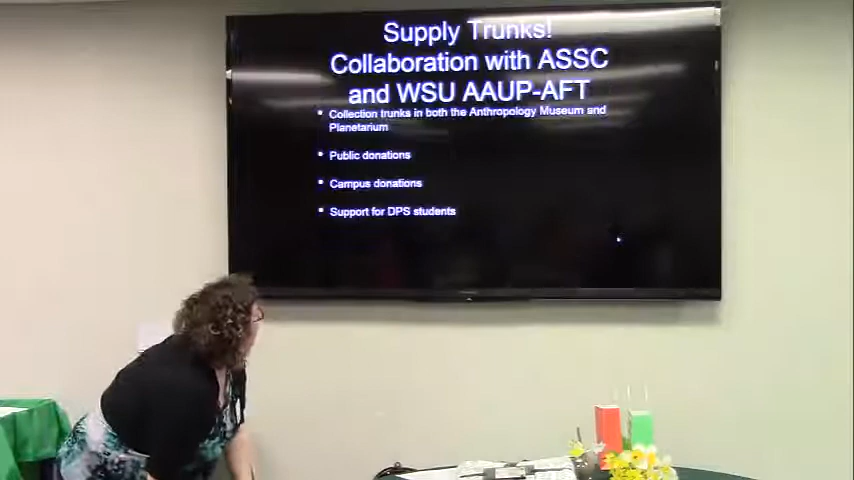 Supply Trunks!
Collaboration with ASSC
and WSU AAUP-AFT
Collection trunks in both the Anthropology Museum and
Planetarium
Public donations
Campus donations
Support for DPS students